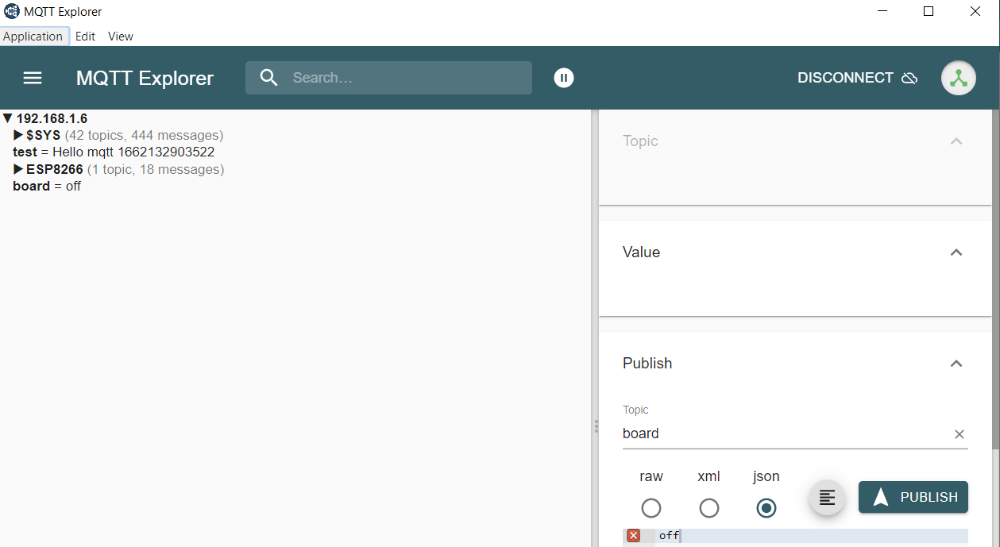 MQTT Explorer
Application Edit View
MQTT Explorer Search... DISCONNECT
192.168.1.6
$SYS (42 topics, 444 messages)
test = Hello mqtt 1662132903522
ESP8266 (1 topic, 18 messages)
board = off
Topic
Value
Publish
Topic
board
raw xml json
PUBLISH
off